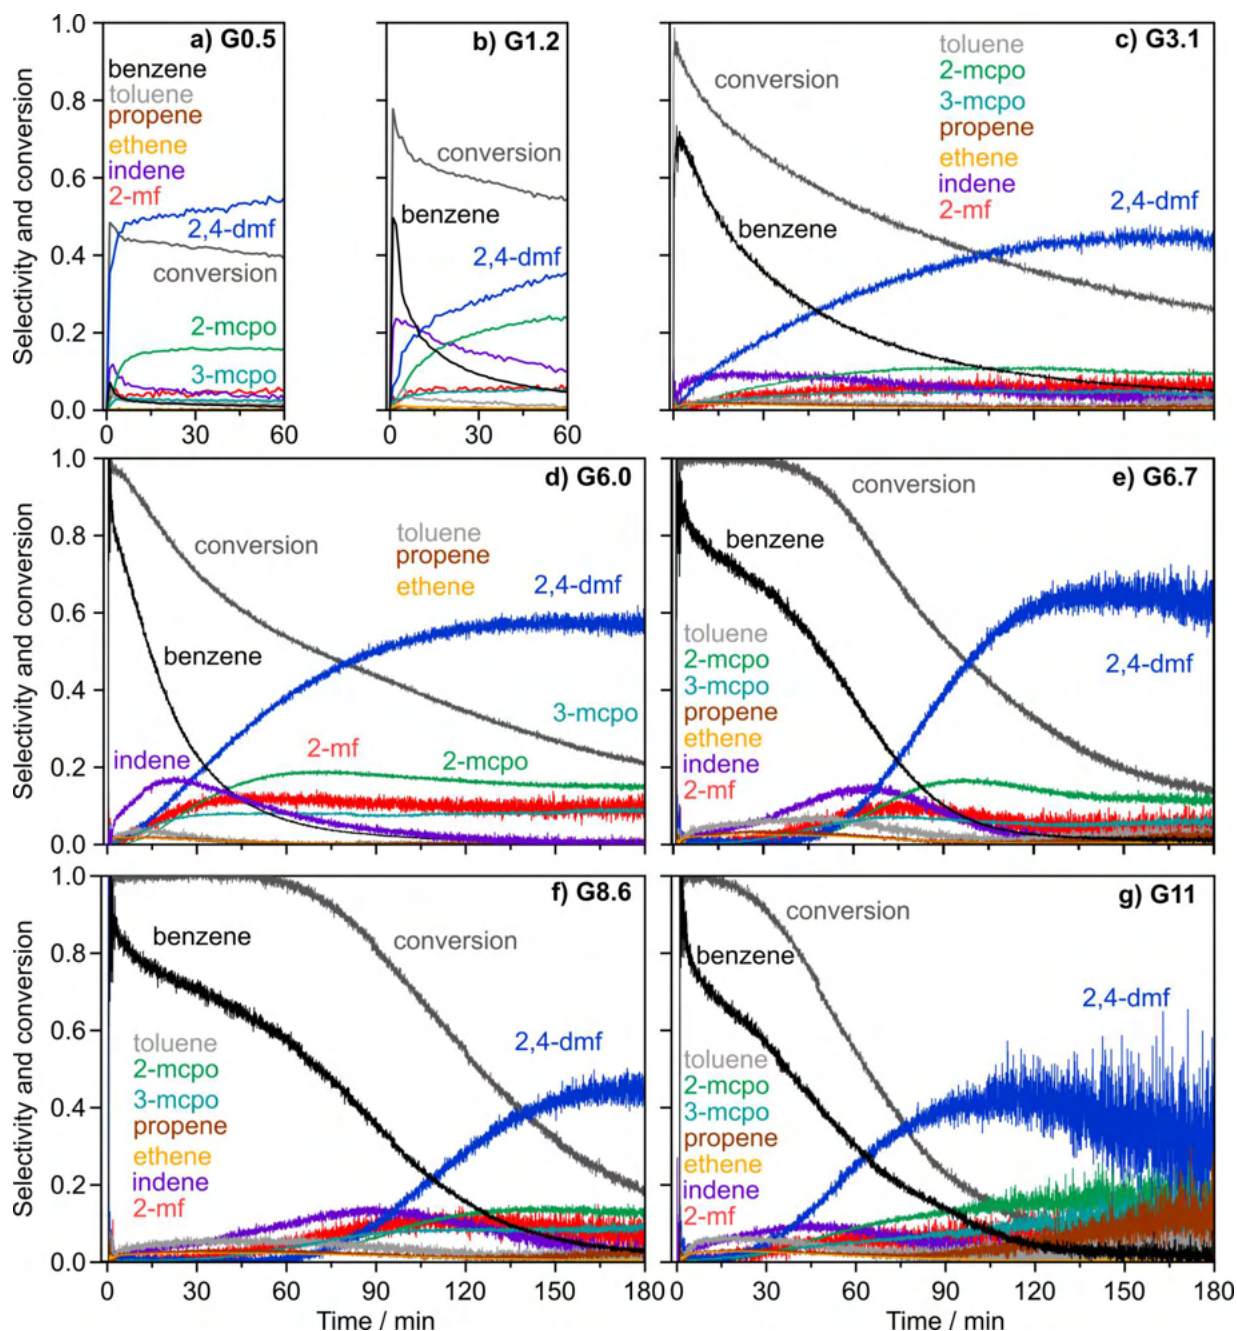 Selectivity and conversion
1.0
0.8
0.6
0.4
0.2
0.0
a) G0.5
benzene
toluene
propene
ethene
indene
2-mf
2,4-dmf
conversion
2-mcpo
3-mcpo
0
30
60
b) G1.2
conversion
benzene
2,4-dmf
0
30
60
c) G3.1
toluene
2-mcpo
3-mcpo
propene
ethene
indene
2-mf
conversion
2,4-dmf
benzene
Selectivity and conversion
1.0
0.8
0.6
0.4
0.2
0.0
d) G6.0
conversion
toluene
propene
ethene
2,4-dmf
benzene
3-mcpo
indene
2-mf
2-mcpo
e) G6.7
conversion
benzene
toluene
2-mcpo
3-mcpo
propene
ethene
indene
2-mf
2,4-dmf
Selectivity and conversion
1.0
0.8
0.6
0.4
0.2
0.0
f) G8.6
benzene
conversion
2,4-dmf
toluene
2-mcpo
3-mcpo
propene
ethene
indene
2-mf
0
30
60
90
120
150
180
Time / min
g) G11
conversion
benzene
2,4-dmf
toluene
2-mcpo
3-mcpo
propene
ethene
indene
2-mf
0
30
60
90
120
150
180
Time / min